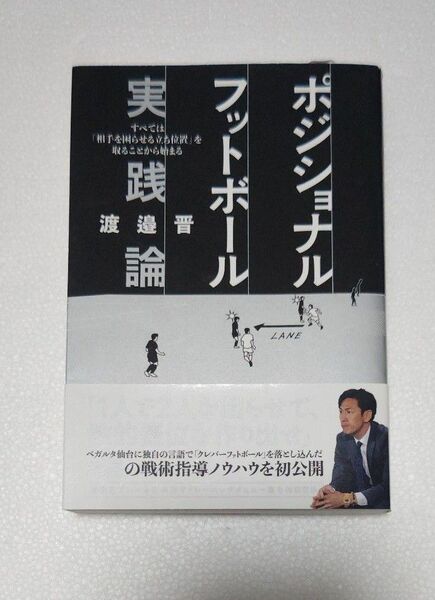 ポジショナル
フットボール
実践論
すべては
「相手を困らせる立ち位置」を
取ることから始まる
渡邉晋
LANE
ベガルタ仙台に独自の言語で「クレバーフットボール」を落とし込んだ
の戦術指導ノウハウを初公開